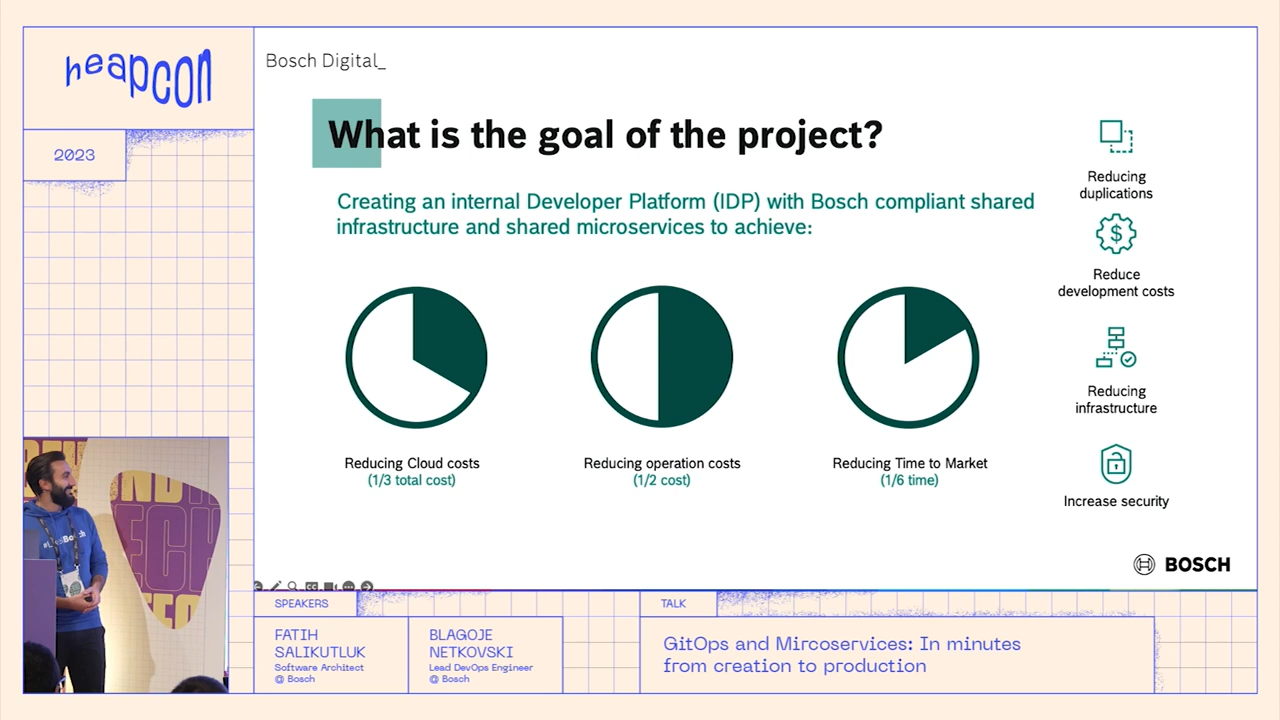 heapcon
2023
Bosch Digital_
What is the goal of the project?
Creating an internal Developer Platform (IDP) with Bosch compliant shared
infrastructure and shared microservices to achieve:
Reducing Cloud costs
(1/3 total cost)
Reducing operation costs
(1/2 cost)
Reducing Time to Market
(1/6 time)
Reducing
duplications
$
Reduce
development costs
Reducing
infrastructure
Increase security
BOSCH
SPEAKERS
FATIH
SALIKUTLUK
Software Architect
@ Bosch
BLAGOJE
NETKOVSKI
Lead DevOps Engineer
@ Bosch
TALK
GitOps and Mircoservices: In minutes
from creation to production